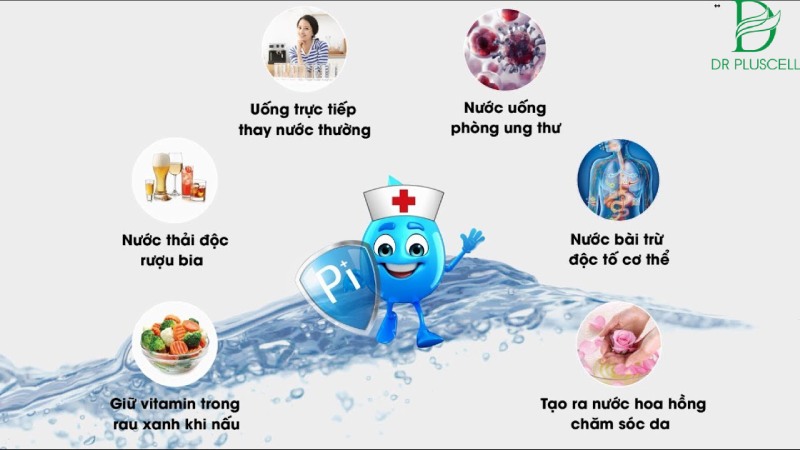 DR PLUSCELL
Uống trực tiếp
thay nước thường
Nước uống
phòng ung thư
Nước thải độc
rượu bia
Nước bài trừ
độc tố cơ thể
Pi+
Giữ vitamin trong
rau xanh khi nấu
Tạo ra nước hoa hồng
chăm sóc da